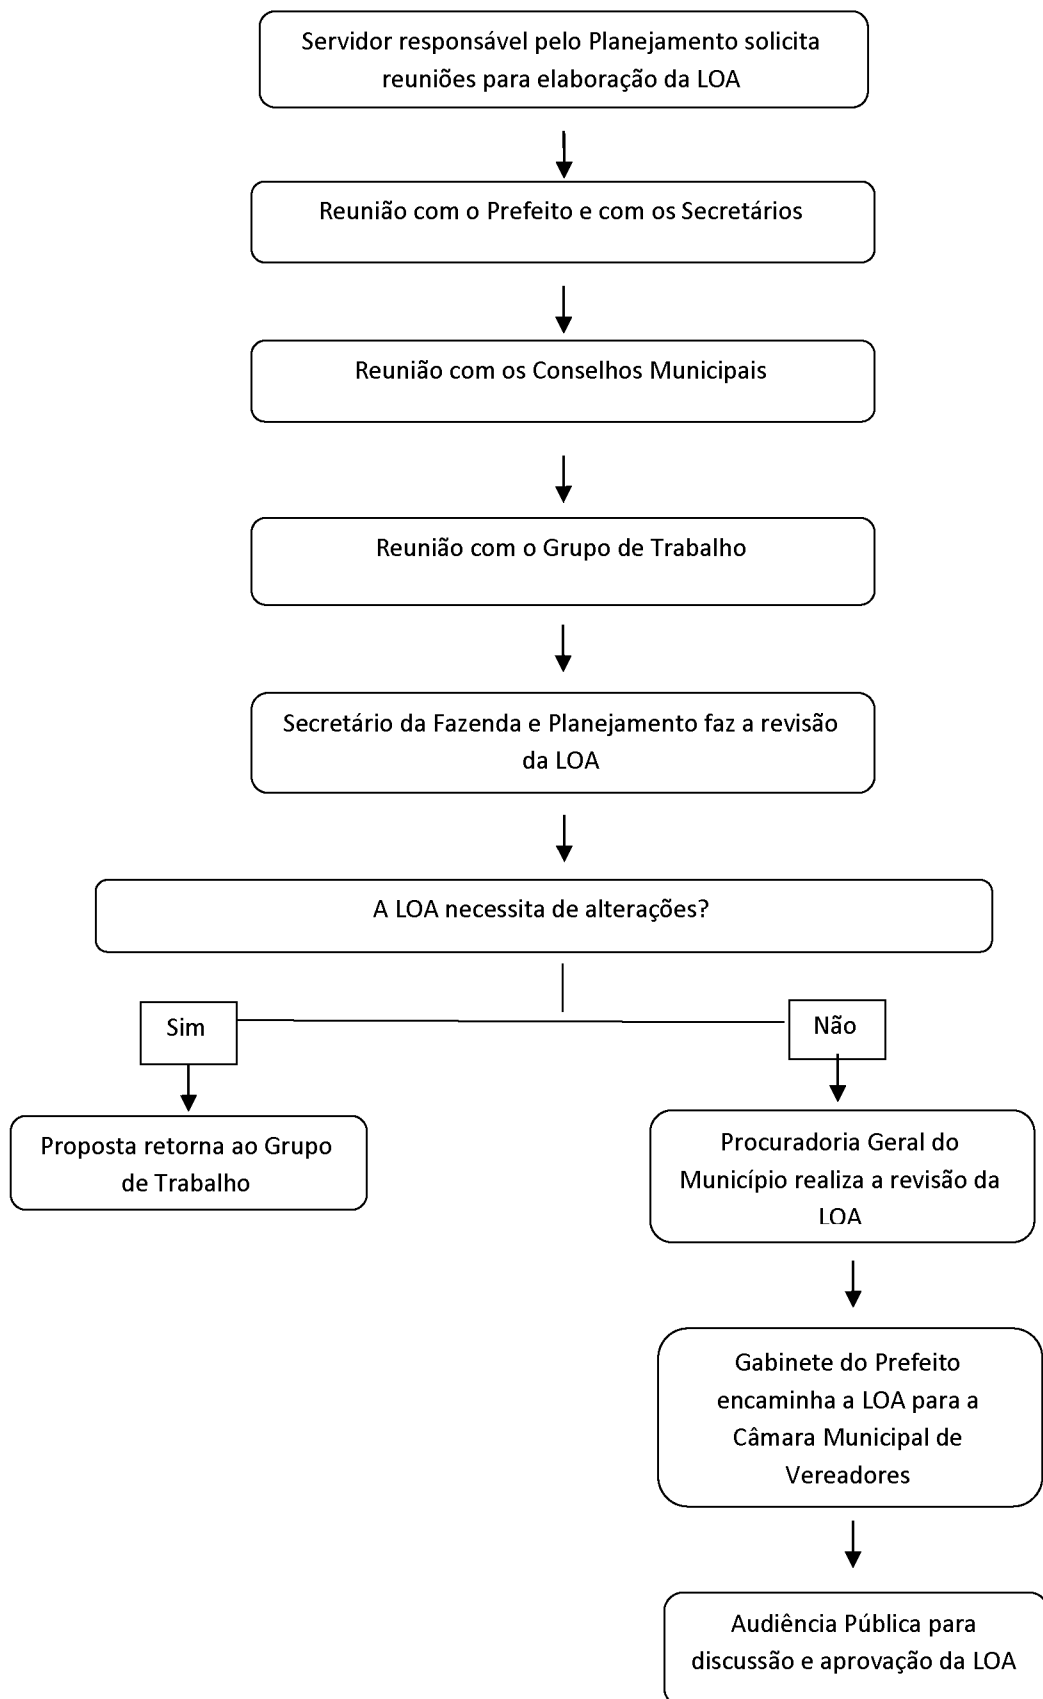 Servidor responsável pelo Planejamento solicita
reuniões para elaboração da LOA
Reunião com o Prefeito e com os Secretários
Reunião com os Conselhos Municipais
Reunião com o Grupo de Trabalho
Secretário da Fazenda e Planejamento faz a revisão
da LOA
A LOA necessita de alterações?
Sim
Não
Proposta retorna ao Grupo
de Trabalho
Procuradoria Geral do
Município realiza a revisão da
LOA
Gabinete do Prefeito
encaminha a LOA para a
Câmara Municipal de
Vereadores
Audiência Pública para
discussão e aprovação da LOA